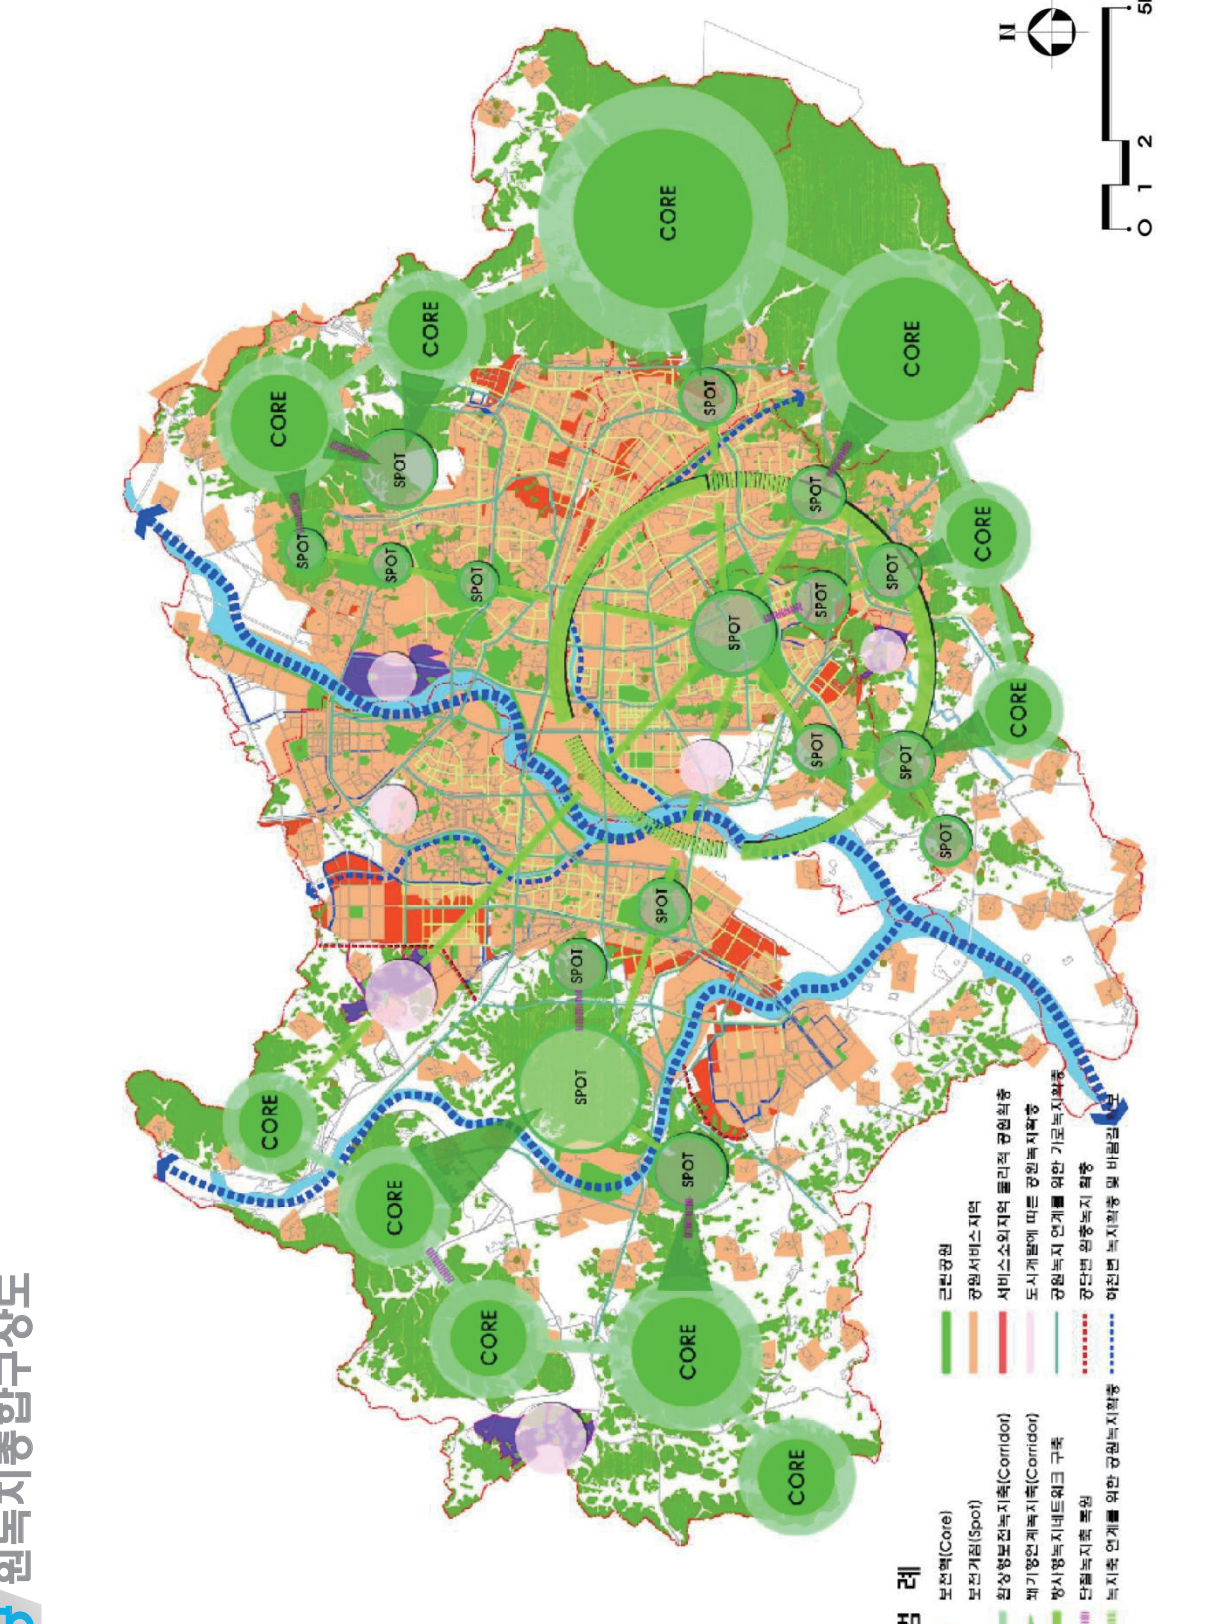 원녹지종합구상도
CORE
CORE
SPOT
SPOT
CORE
SPOT
CORE
SPOT
CORE
SPOT
SPOT
SPOT
CORE
CORE
SPOT
SPOT
SPOT
CORE
SPOT
SPOT
SPOT
SPOT
SPOT
CORE
SPOT
CORE
CORE
N
0 1 2 5
범 례
보전핵(Core)
보전거점(Spot)
환상형보전녹지축(Corridor)
쐐기형연계녹지축(Corridor)
방사형녹지네트워크 구축
단절녹지축 복원
녹지축 연계를 위한 공원녹지확충
근린공원
공원서비스지역
서비스소외지역 물리적 공원확충
도시개발에 따른 공원녹지확충
공원녹지 연계를 위한 가로녹지확충
공단변 완충녹지 확충
하천변 녹지확충 및 바람길